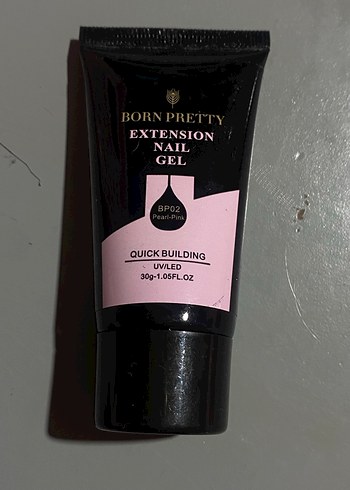 BORN PRETTY
EXTENSION
NAIL
GEL
BP02
Pearl-Pink
QUICK BUILDING
UV/LED
30g-1.05FL.OZ